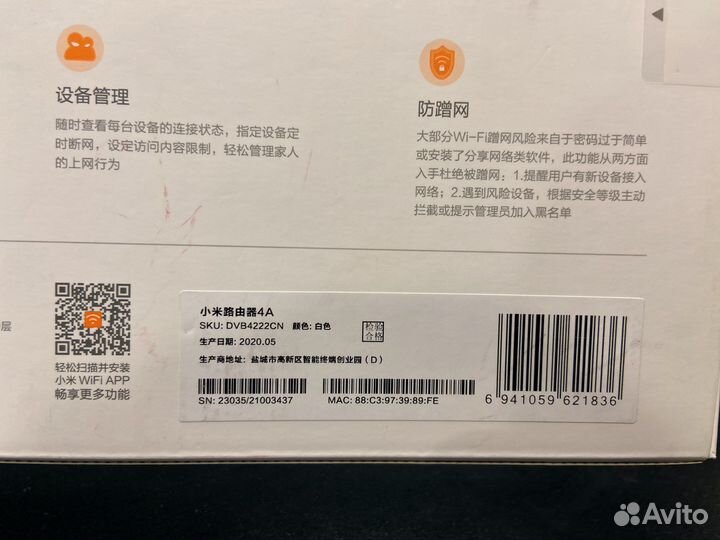 设备管理
随时查看每台设备的连接状态，指定设备定
时断网，设定访问内容限制，轻松管理家人
的上网行为
防蹭网
大部分Wi-Fi蹭网风险来自于密码过于简单
或安装了分享网络类软件，此功能从两方面
入手杜绝被蹭网：1.提醒用户有新设备接入
网络；2.遇到风险设备，根据安全等级主动
拦截或提示管理员加入黑名单
层
轻松扫描并安装
小米WiFi APP
畅享更多功能
小米路由器4A
SKU: DVB4222CN 颜色: 白色
检验
合格
生产日期: 2020.05
生产商地址: 盐城市高新区智能终端创业园（D）
SN: 23035/21003437
MAC: 88:C3:97:39:89:FE
6 941059 621836
Avito